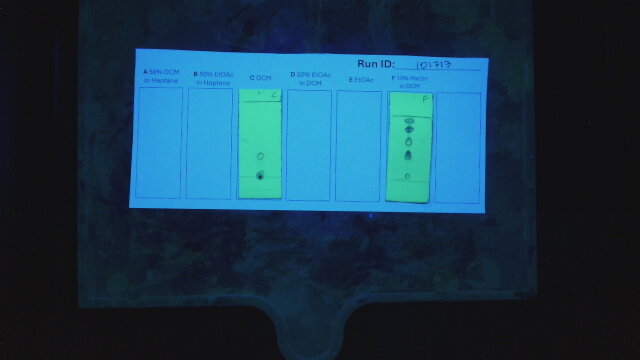 Run ID: 101713
A 50% DCM in Heptane
B 50% EtOAc in Heptane
C DCM
D 50% EtOAc in DCM
E EtOAc
F 10% MeOH in DCM
C
F